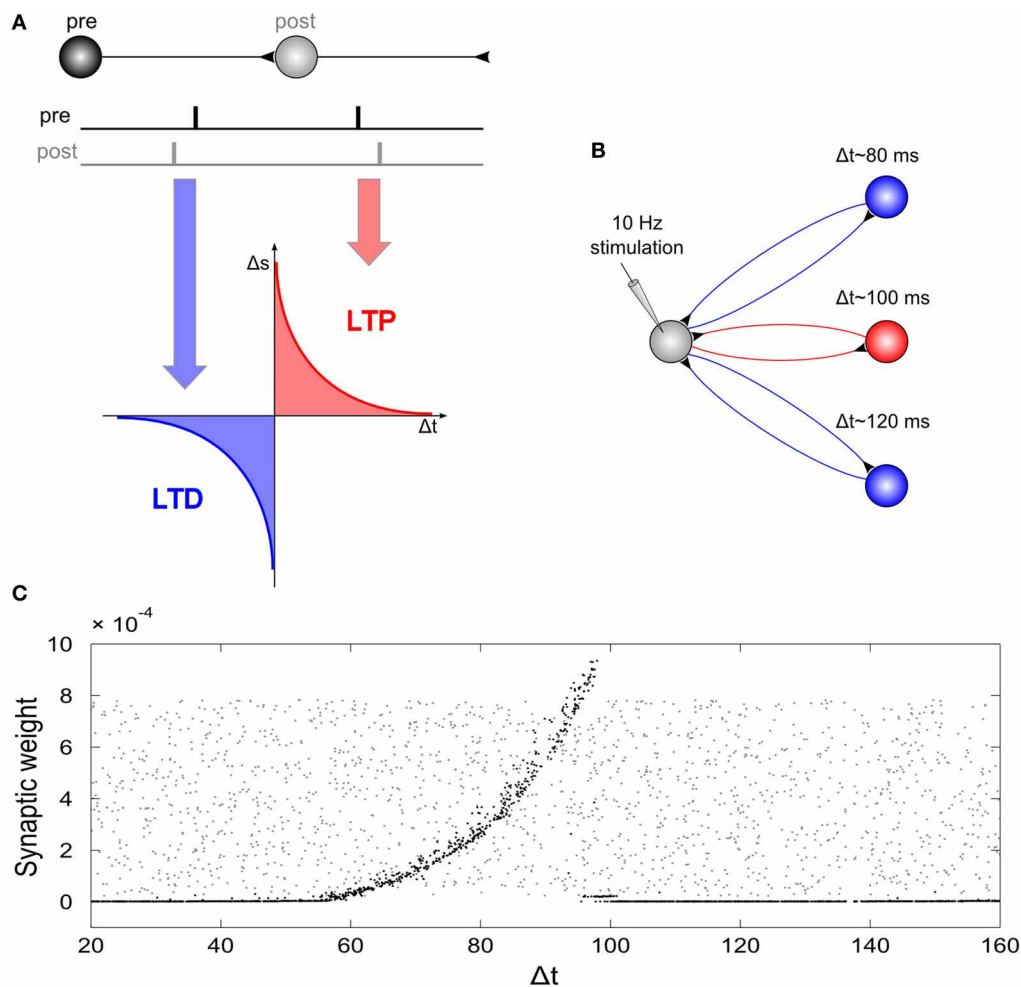 A
pre
post
pre
post
Δs
LTP
Δt
LTD
B
Δt~80 ms
10 Hz
stimulation
Δt~100 ms
Δt~120 ms
C
× 10⁻⁴
10
8
6
4
2
0
Synaptic weight
20 40 60 80 100 120 140 160
Δt